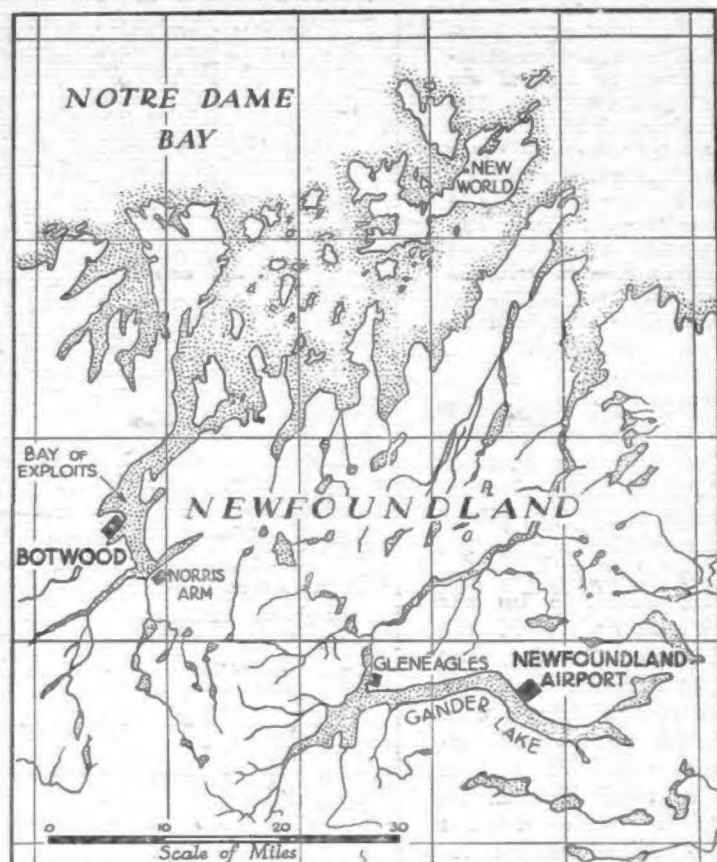 NOTRE DAME
BAY
NEW
WORLD
BAY OF
EXPLOITS
NEWFOUNDLAND
BOTWOOD
NORRIS
ARM
GLENEAGLES
NEWFOUNDLAND
AIRPORT
GANDER LAKE
0 10 20 30
Scale of Miles